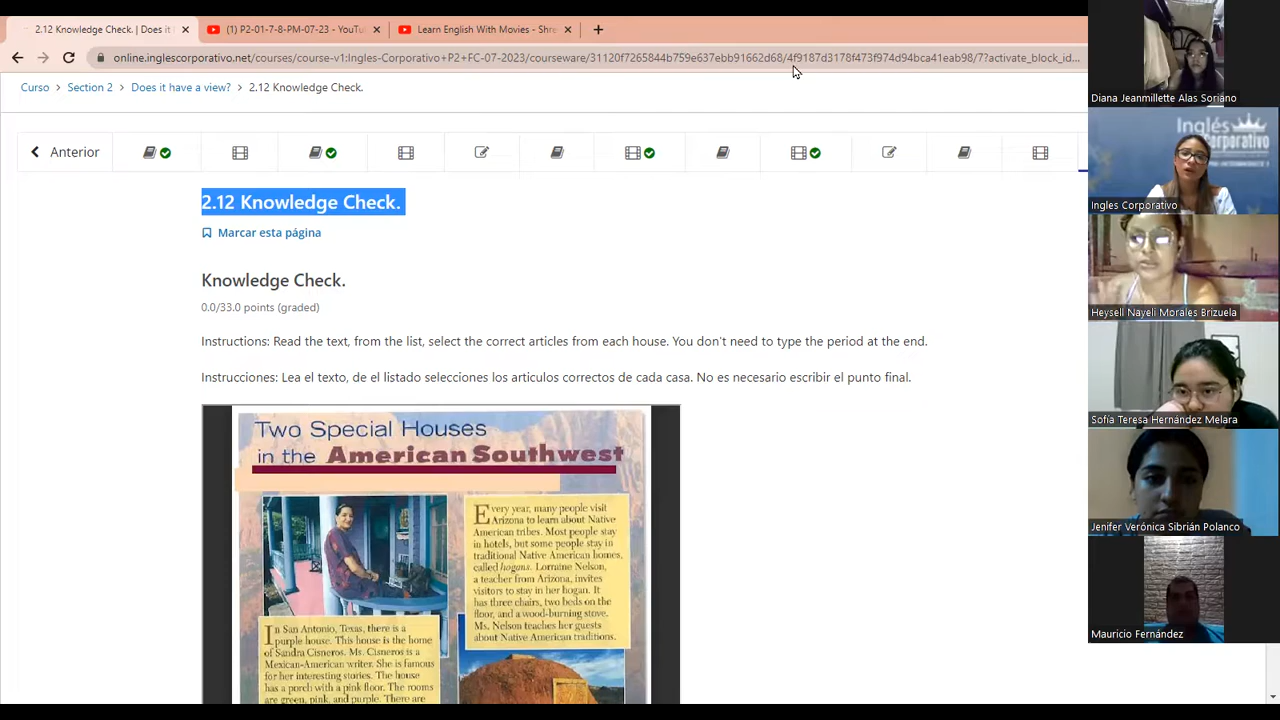 2.12 Knowledge Check. | Does it
(1) P2-01-7-8-PM-07-23 - YouTu
Learn English With Movies - Shre
online.inglescorporativo.net/courses/course-v1:Ingles-Corporativo+P2+FC-07-2023/courseware/31120f7265844b759e637ebb91662d68/4f9187d3178f473f974d94bca41eab98/7?activate_block_id...
Curso > Section 2 > Does it have a view? > 2.12 Knowledge Check.
Anterior
2.12 Knowledge Check.
Marcar esta página
Knowledge Check.
0.0/33.0 points (graded)
Instructions: Read the text, from the list, select the correct articles from each house. You don't need to type the period at the end.
Instrucciones: Lea el texto, de el listado selecciones los articulos correctos de cada casa. No es necesario escribir el punto final.
Two Special Houses
in the American Southwest
Every year, many people visit
Arizona to learn about Native
American tribes. Most people stay
in hotels, but some people stay in
traditional Native American homes,
called hogans. Lorraine Nelson,
a teacher from Arizona, invites
visitors to stay in her hogan. It
has three chairs, two beds on the
floor, and a wood-burning stove.
Ms. Nelson teaches her guests
about Native American traditions.
In San Antonio, Texas, there is a
purple house. This house is the home
of Sandra Cisneros. Ms. Cisneros is a
Mexican-American writer. She is famous
for her interesting stories. The house
has a porch with a pink floor. The rooms
are green, pink, and purple. There are
Diana Jeanmillette Alas Soriano
Inglés
Corporativo
Ingles Corporativo
Heysell Nayeli Morales Brizuela
Sofía Teresa Hernández Melara
Jenifer Verónica Sibrián Polanco
Mauricio Fernández